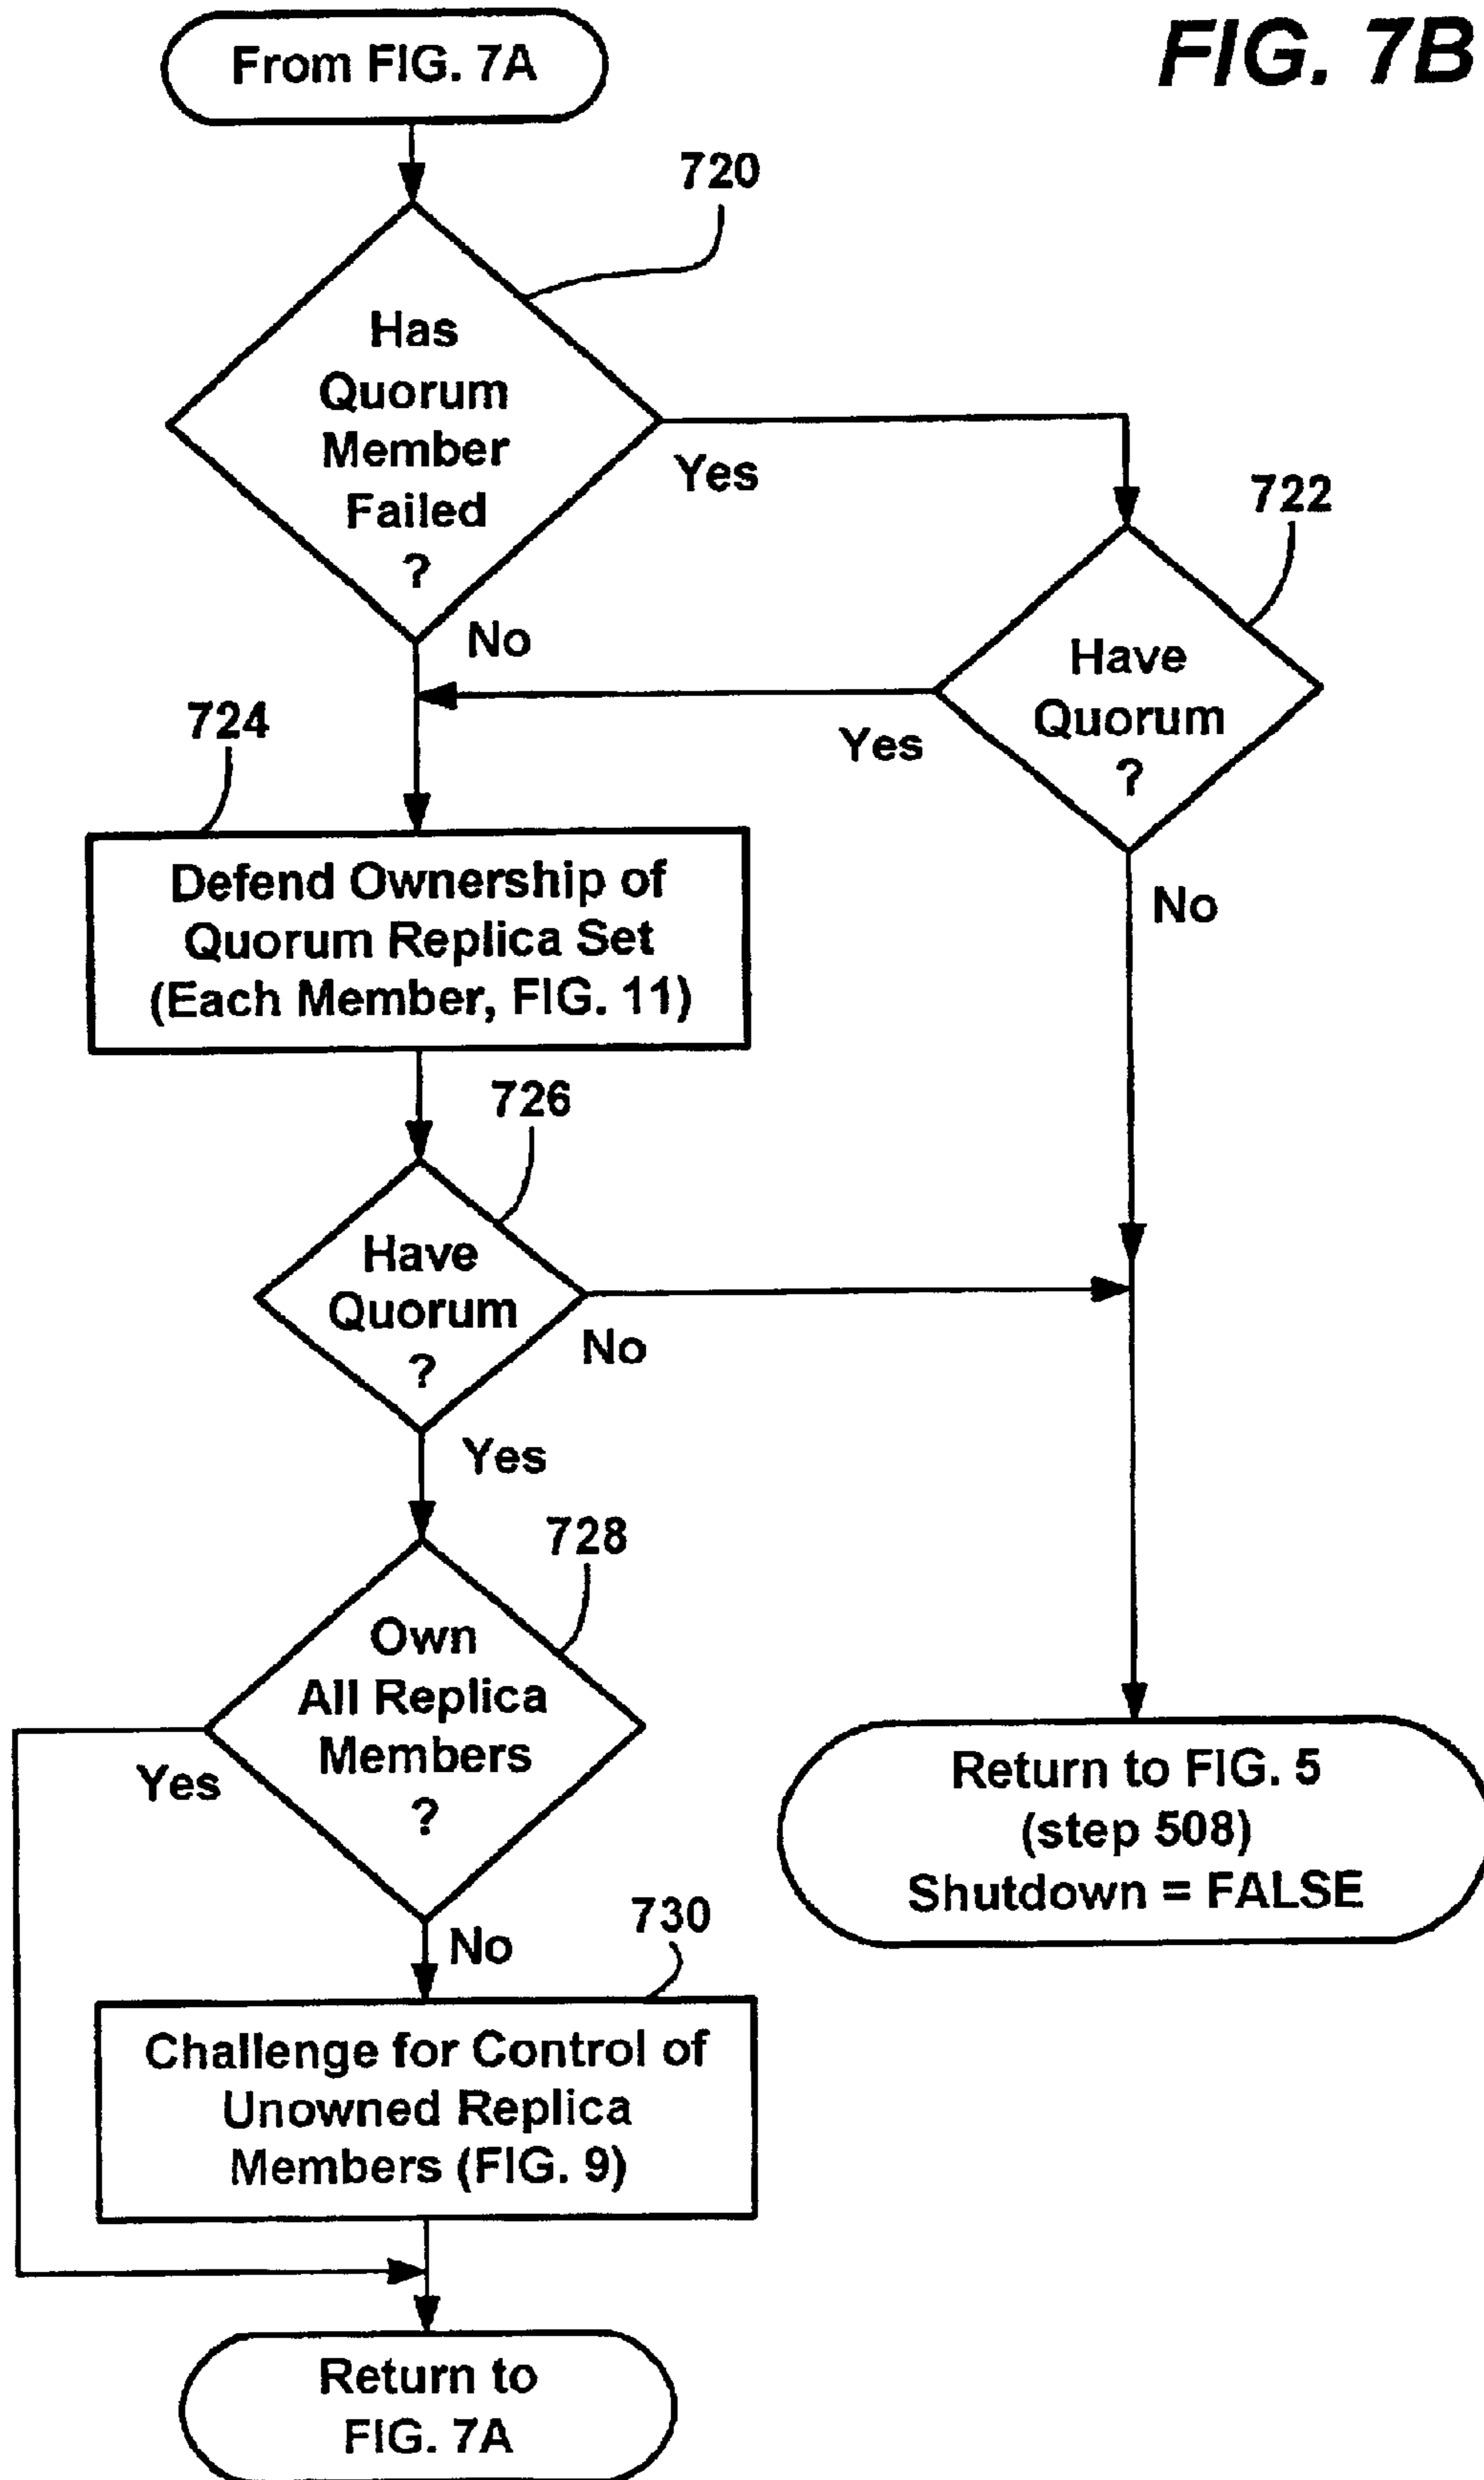 FIG. 7B
From FIG. 7A
720
Has
Quorum
Member
Failed
?
Yes
No
722
Have
Quorum
?
Yes
No
724
Defend Ownership of
Quorum Replica Set
(Each Member, FIG. 11)
726
Have
Quorum
?
No
Yes
728
Own
All Replica
Members
?
Yes
No
730
Challenge for Control of
Unowned Replica
Members (FIG. 9)
Return to FIG. 5
(step 508)
Shutdown = FALSE
Return to
FIG. 7A